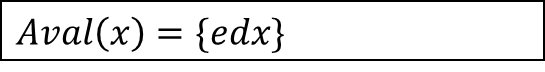 Aval(x) = {edx}